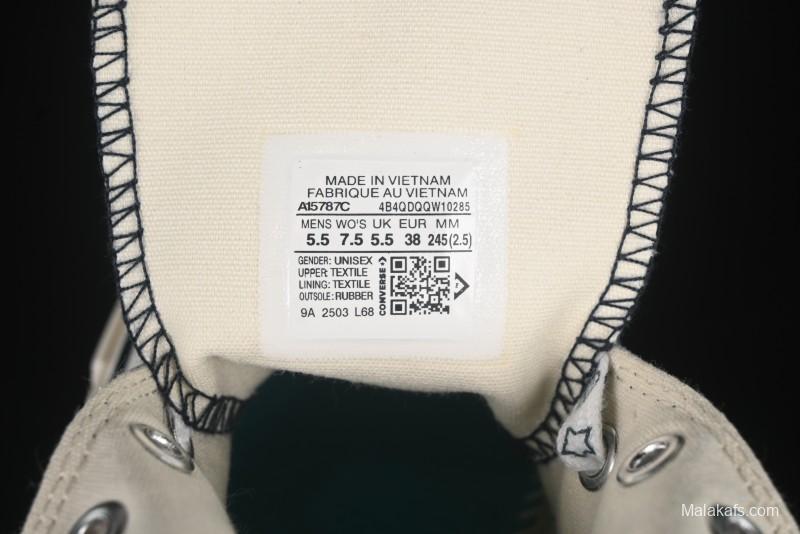 MADE IN VIETNAM
FABRIQUE AU VIETNAM
A15787C 4B4QDQQW10285
MENS WO'S UK EUR MM
5.5 7.5 5.5 38 245(2.5)
GENDER: UNISEX
UPPER: TEXTILE
LINING: TEXTILE
OUTSOLE: RUBBER
CONVERSE
9A 2503 L68
Malakafs.com